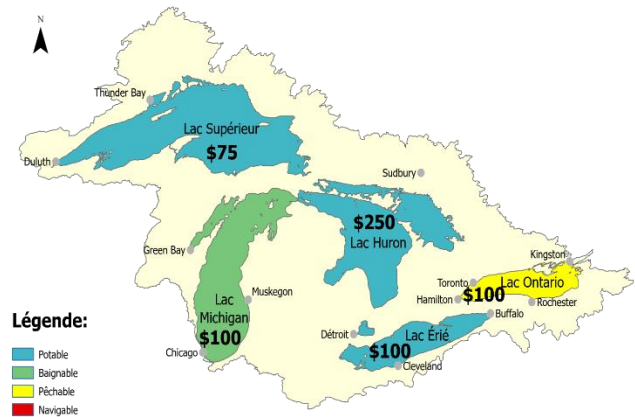 N
Thunder Bay
Lac Supérieur
$75
Duluth
Sudbury
$250
Lac Huron
Green Bay
Kingston
Toronto
Lac Ontario
Hamilton
$100
Rochester
Muskegon
Lac
Michigan
$100
Buffalo
Détroit
Lac Érié
$100
Chicago
Cleveland
Légende:
Potable
Baignable
Pêchable
Navigable